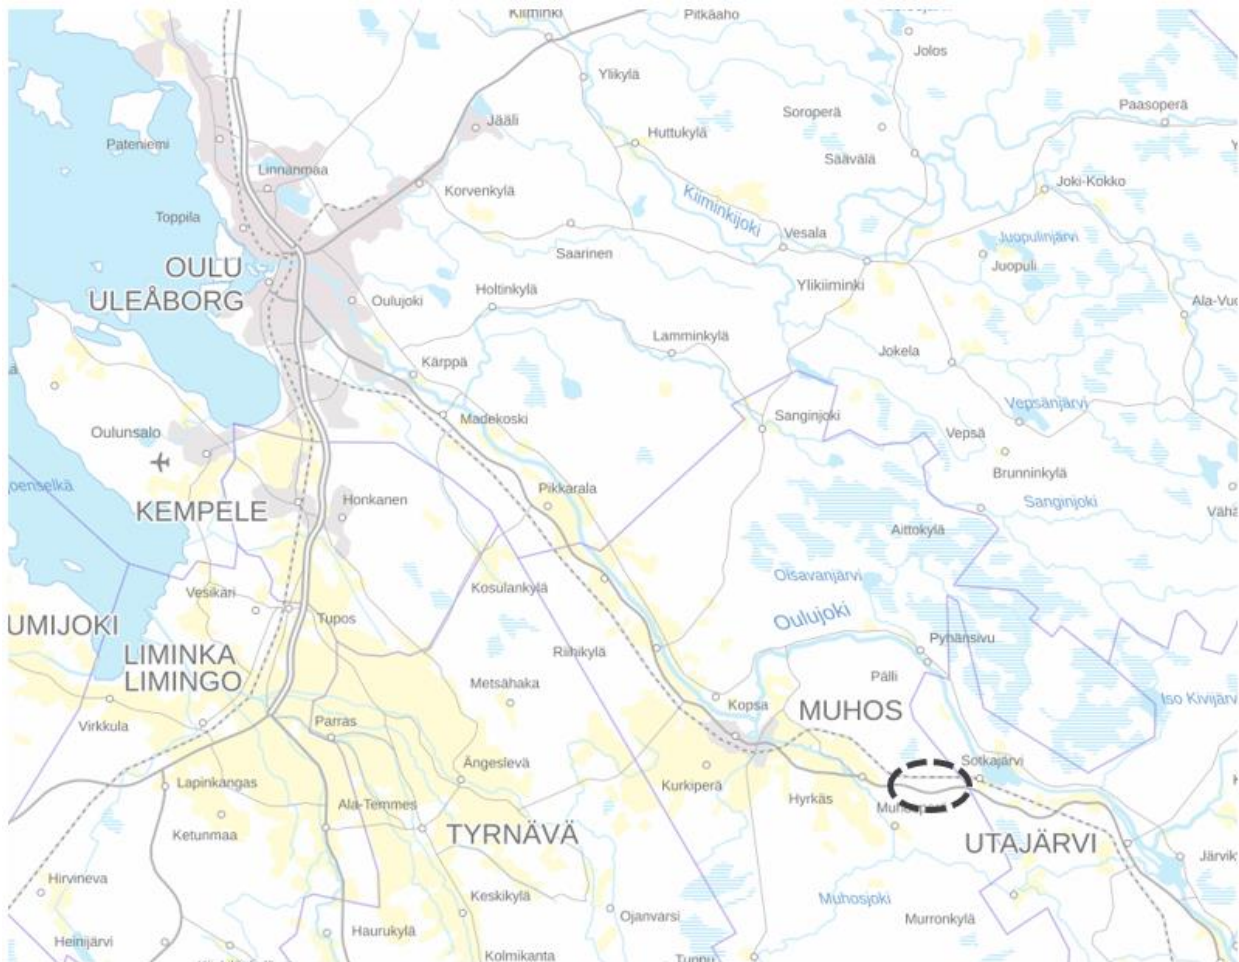 Kiiminki
Pitkäaho
Jolos
Ylikylä
Paasoperä
Soroperä
Jääli
Huttukylä
Pateniemi
Säävälä
Linnanmaa
Korvenkylä
Joki-Kokko
Kiiminkijoki
Toppila
Vesala
Juopulinjärvi
Saarinen
Juopuli
OULU
ULEÅBORG
Holtinkylä
Ylikiiminki
Oulujoki
Ala-Vuo
Lamminkylä
Jokela
Kärppä
Vepsänjärvi
Madekoski
Sanginjoki
Oulunsalo
Vepsä
Brunninkylä
oenselkä
Pikkarala
Honkanen
Sanginjoki
KEMPELE
Vähä
Aittokylä
Kosulankylä
Olsavanjärvi
Vesikari
Tupos
Oulujoki
UMIJOKI
Pyhänsivu
LIMINKA
LIMINGO
Riihikylä
Metsähaka
Pälli
Iso Kivijärv
Kopsa
MUHOS
Virkkula
Parras
Ängeslevä
Sotkajärvi
Lapinkangas
Kurkiperä
Hyrkäs
Ala-Temmes
Ketunmaa
TYRNÄVÄ
UTAJÄRVI
Järvik
Hirvineva
Keskikylä
Muhosjoki
Ojanvarsi
Murronkylä
Heinijärvi
Haurukylä
Kolmikanta